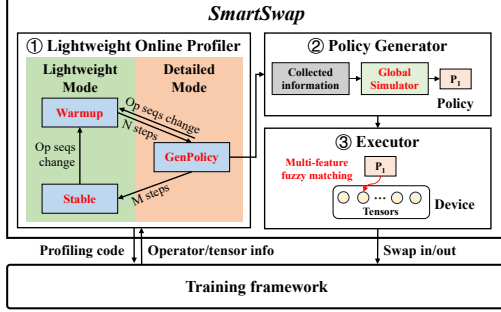 SmartSwap
① Lightweight Online Profiler
Lightweight
Mode
Detailed
Mode
Warmup
Op seqs change
N steps
Op seqs
change
GenPolicy
Stable
M steps
② Policy Generator
Collected
information
Global
Simulator
P1
Policy
③ Executor
Multi-feature
fuzzy matching
P1
...
Tensors
Device
Profiling code
Operator/tensor info
Swap in/out
Training framework